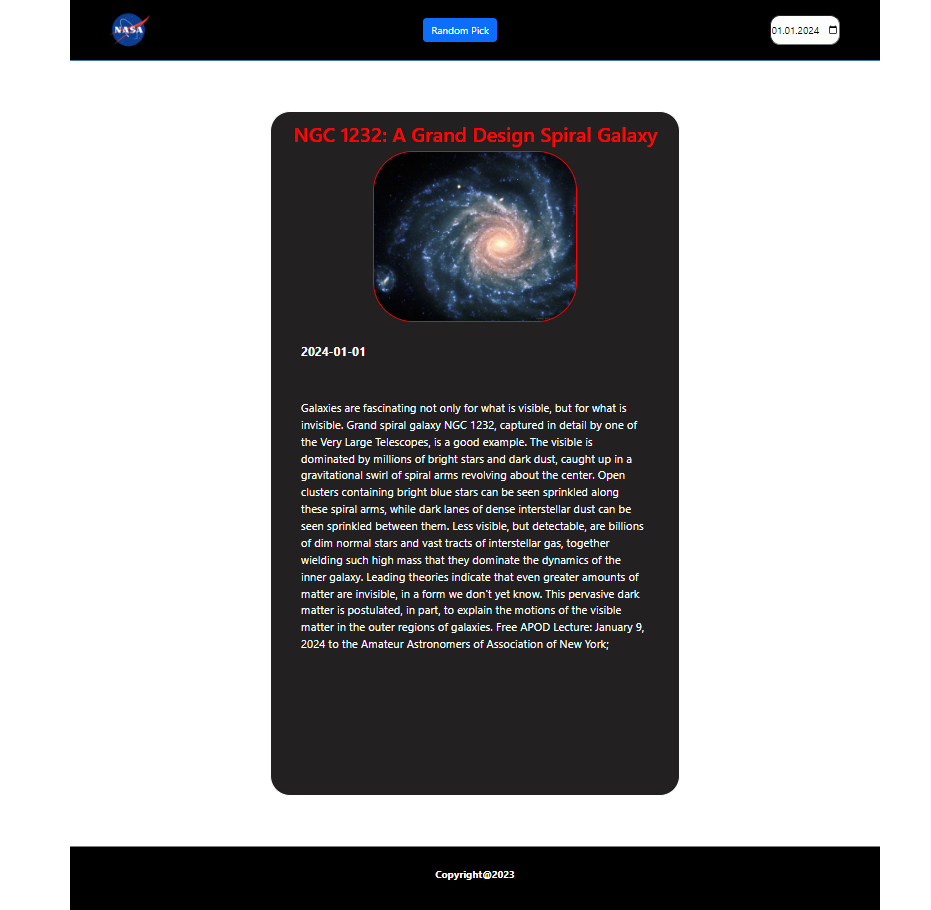 NASA
Random Pick
01.01.2024
NGC 1232: A Grand Design Spiral Galaxy
2024-01-01
Galaxies are fascinating not only for what is visible, but for what is
invisible. Grand spiral galaxy NGC 1232, captured in detail by one of
the Very Large Telescopes, is a good example. The visible is
dominated by millions of bright stars and dark dust, caught up in a
gravitational swirl of spiral arms revolving about the center. Open
clusters containing bright blue stars can be seen sprinkled along
these spiral arms, while dark lanes of dense interstellar dust can be
seen sprinkled between them. Less visible, but detectable, are billions
of dim normal stars and vast tracts of interstellar gas, together
wielding such high mass that they dominate the dynamics of the
inner galaxy. Leading theories indicate that even greater amounts of
matter are invisible, in a form we don't yet know. This pervasive dark
matter is postulated, in part, to explain the motions of the visible
matter in the outer regions of galaxies. Free APOD Lecture: January 9,
2024 to the Amateur Astronomers of Association of New York;
Copyright@2023